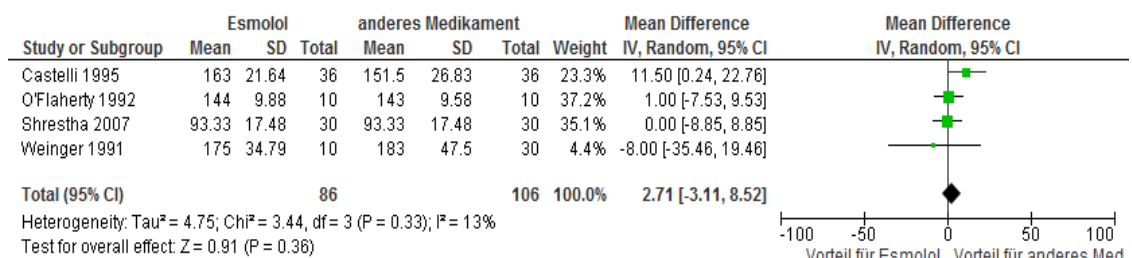 Esmolol anderes Medikament Mean Difference Mean Difference
Study or Subgroup Mean SD Total Mean SD Total Weight IV, Random, 95% CI IV, Random, 95% CI
Castelli 1995 163 21.64 36 151.5 26.83 36 23.3% 11.50 [0.24, 22.76]
O'Flaherty 1992 144 9.88 10 143 9.58 10 37.2% 1.00 [-7.53, 9.53]
Shrestha 2007 93.33 17.48 30 93.33 17.48 30 35.1% 0.00 [-8.85, 8.85]
Weinger 1991 175 34.79 10 183 47.5 30 4.4% -8.00 [-35.46, 19.46]
Total (95% CI) 86 106 100.0% 2.71 [-3.11, 8.52]
Heterogeneity: Tau² = 4.75; Chi² = 3.44, df = 3 (P = 0.33); I² = 13%
Test for overall effect: Z = 0.91 (P = 0.36)
-100 -50 0 50 100
Vorteil für Esmolol Vorteil für anderes Med